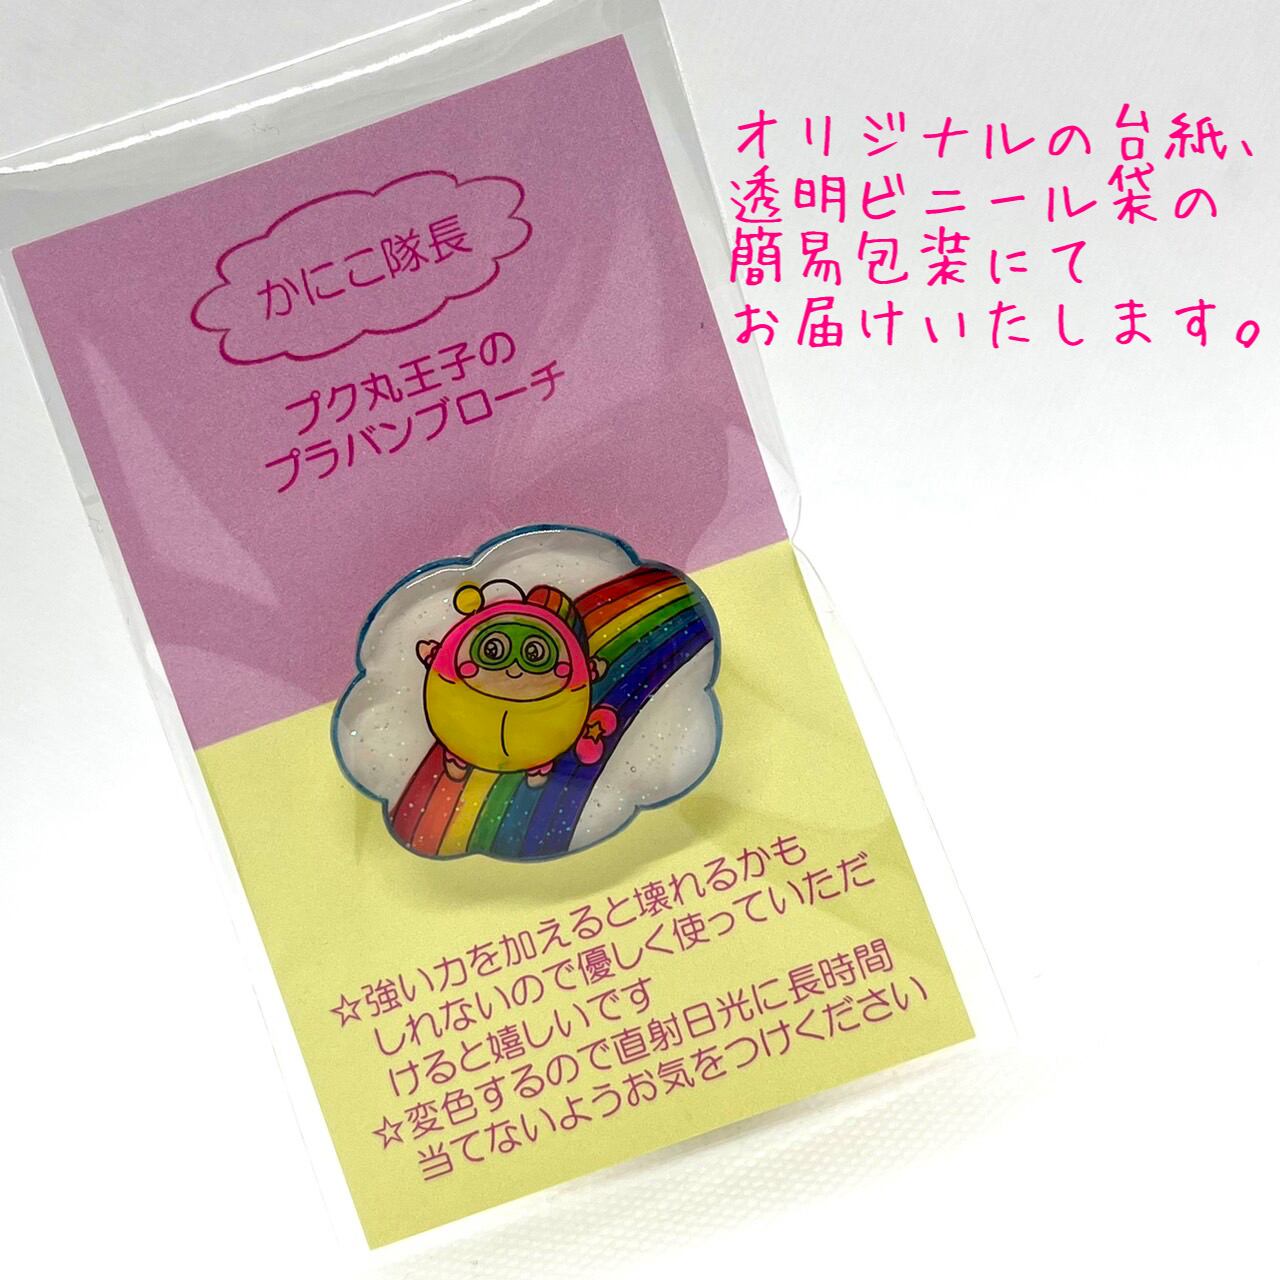 オリジナルの台紙、
透明ビニール袋の
簡易包装にて
お届けいたします。
かにこ隊長
プク丸王子の
プラバンブローチ
☆強い力を加えると壊れるかも
しれないので優しく使っていただ
けると嬉しいです
☆変色するので直射日光に長時間
当てないようお気をつけください